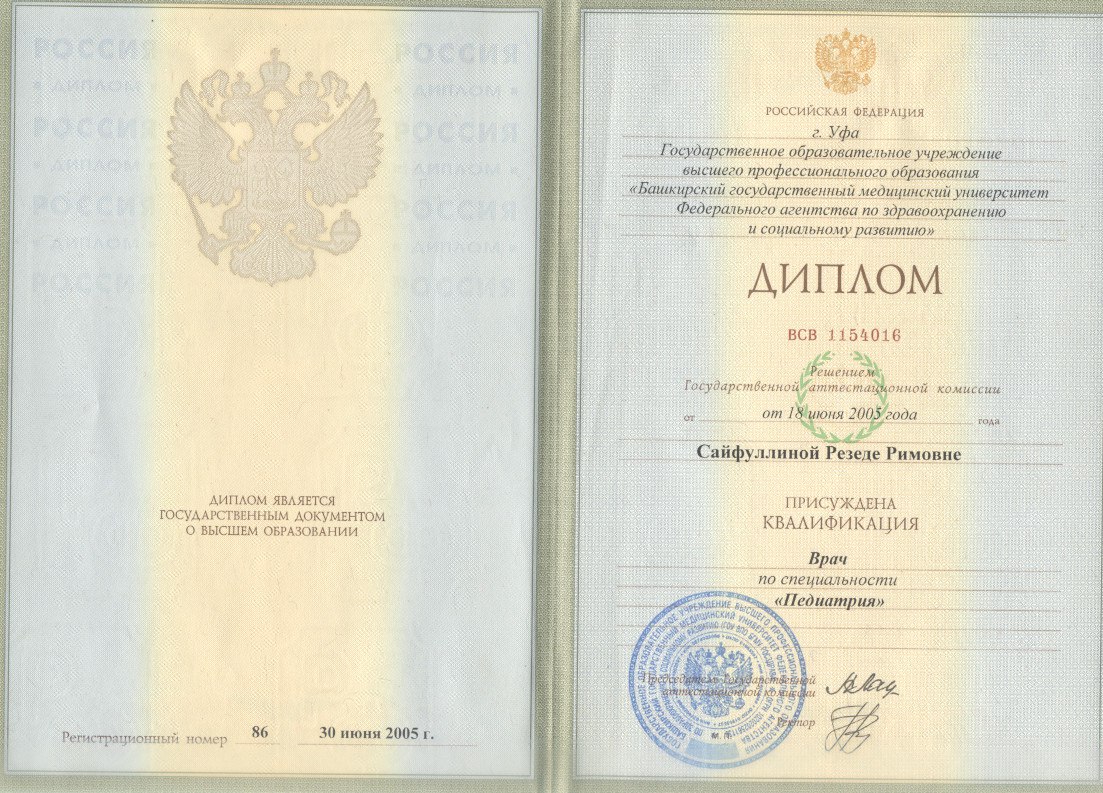 РОССИЯ РОССИЯ
« ДИПЛОМ » « ДИПЛОМ »
РОССИЯ РОССИЯ
« ДИПЛОМ » « ДИПЛОМ »
РОССИЯ РОССИЯ
« ДИПЛОМ » « ДИПЛОМ »
РОССИЯ РОССИЯ
ДИПЛОМ ЯВЛЯЕТСЯ
ГОСУДАРСТВЕННЫМ ДОКУМЕНТОМ
О ВЫСШЕМ ОБРАЗОВАНИИ
Регистрационный номер 86 30 июня 2005 г.
РОССИЙСКАЯ ФЕДЕРАЦИЯ
г. Уфа
Государственное образовательное учреждение
высшего профессионального образования
«Башкирский государственный медицинский университет
Федерального агентства по здравоохранению
и социальному развитию»
ДИПЛОМ
ВСВ 1154016
Решением
Государственной аттестационной комиссии
от от 18 июня 2005 года года
Сайфуллиной Резеде Римовне
ПРИСУЖДЕНА
КВАЛИФИКАЦИЯ
Врач
по специальности
«Педиатрия»
Председатель Государственной
аттестационной комиссии
Ректор
М. П.